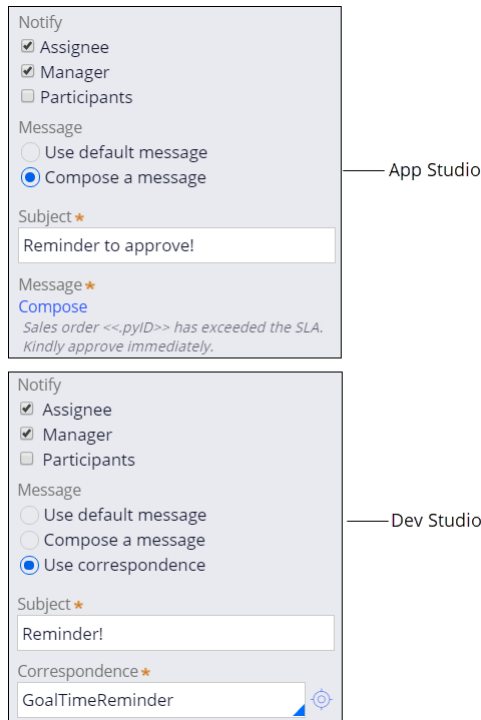 Notify
Assignee
Manager
Participants
Message
Use default message
Compose a message
App Studio
Subject *
Reminder to approve!
Message *
Compose
Sales order <<.pyID>> has exceeded the SLA.
Kindly approve immediately.
Notify
Assignee
Manager
Participants
Message
Use default message
Dev Studio
Compose a message
Use correspondence
Subject *
Reminder!
Correspondence *
GoalTimeReminder